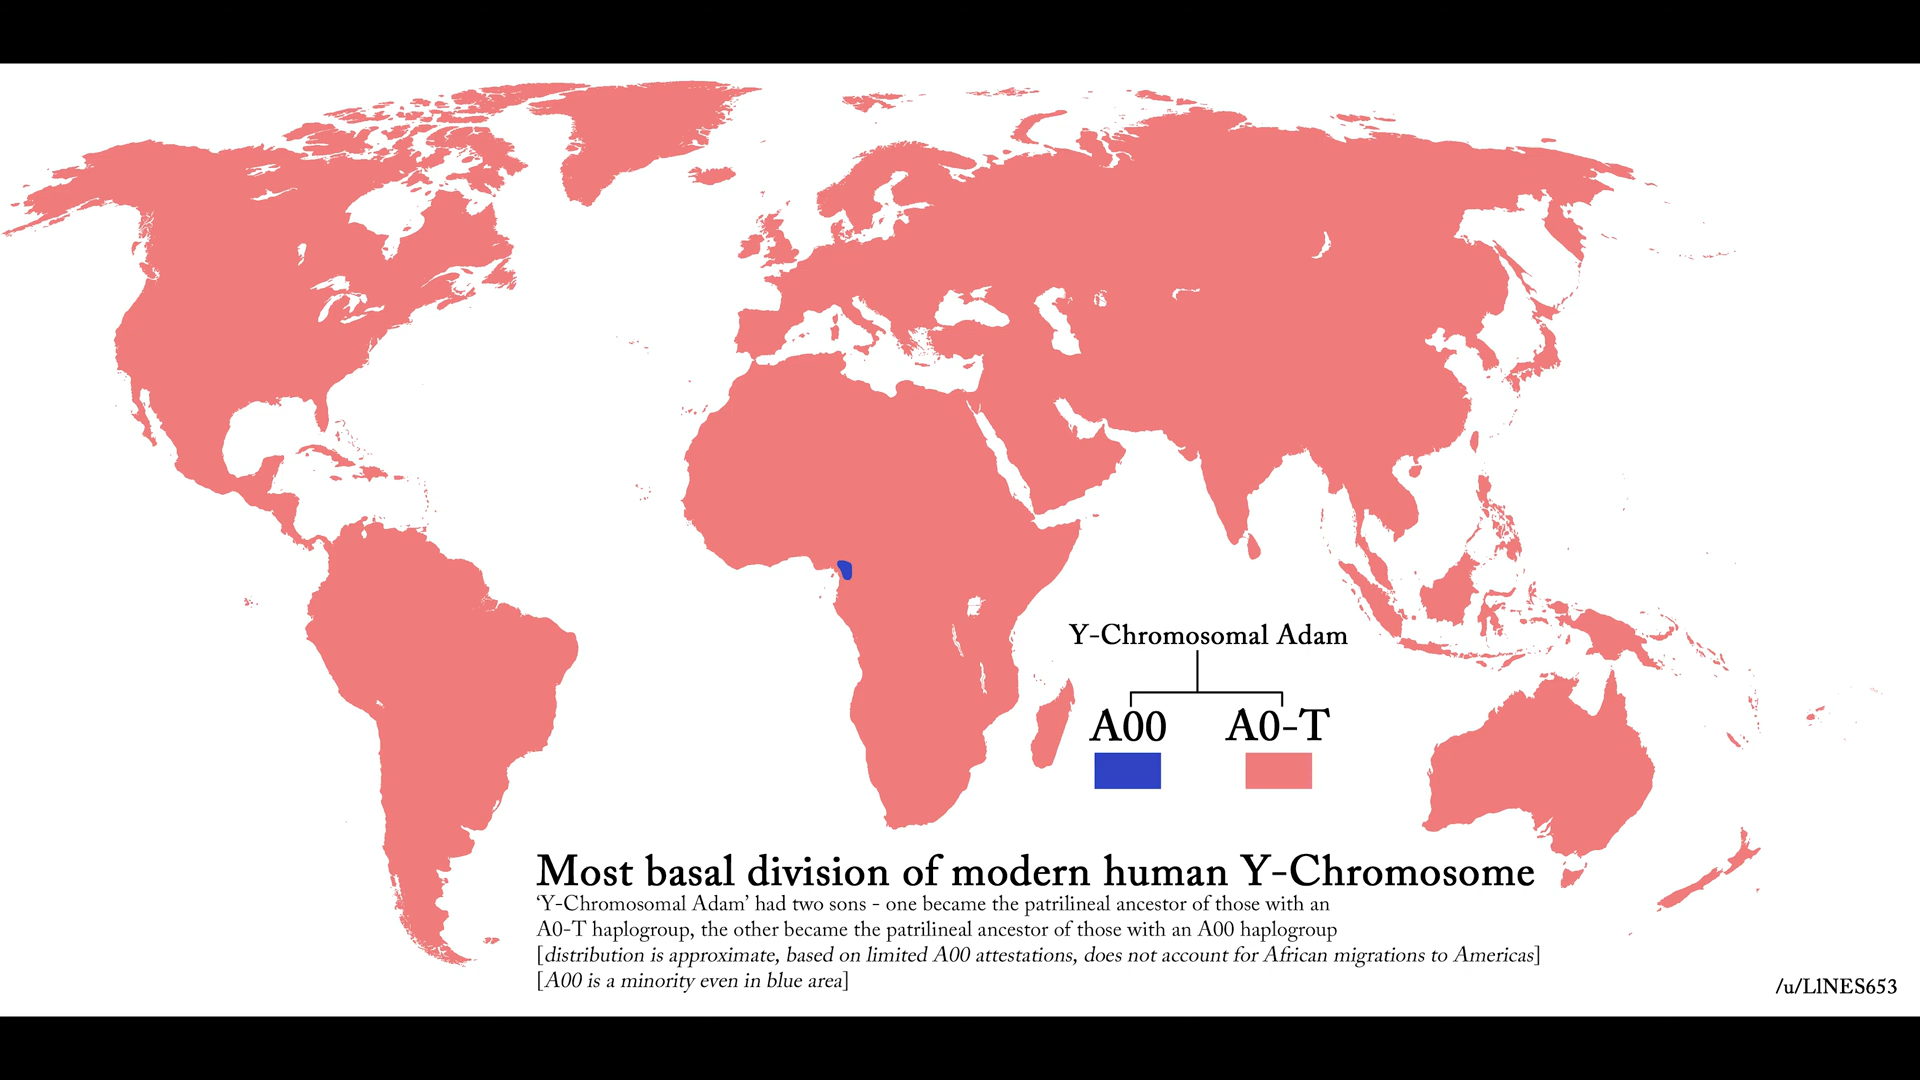 Y-Chromosomal Adam
A00 A0-T
Most basal division of modern human Y-Chromosome
‘Y-Chromosomal Adam’ had two sons - one became the patrilineal ancestor of those with an
A0-T haplogroup, the other became the patrilineal ancestor of those with an A00 haplogroup
[distribution is approximate, based on limited A00 attestations, does not account for African migrations to Americas]
[A00 is a minority even in blue area]
/u/L1NES653